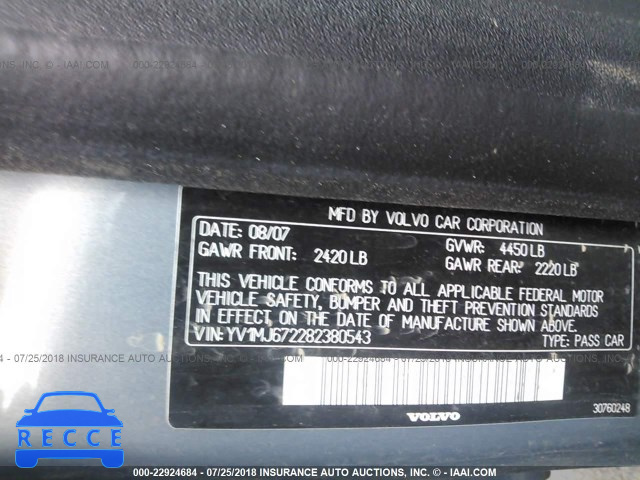 MFD BY VOLVO CAR CORPORATION
DATE: 08/07 GVWR: 4450 LB
GAWR FRONT: 2420 LB GAWR REAR: 2220 LB
THIS VEHICLE CONFORMS TO ALL APPLICABLE FEDERAL MOTOR
VEHICLE SAFETY, BUMPER AND THEFT PREVENTION STANDARDS
IN EFFECT ON THE DATE OF MANUFACTURE SHOWN ABOVE.
VIN: YV1MJ672282380543 TYPE: PASS CAR
VOLVO 30760248
RECCE
000-22924684 - 07/25/2018 INSURANCE AUTO AUCTIONS, INC. - © - IAAI.COM